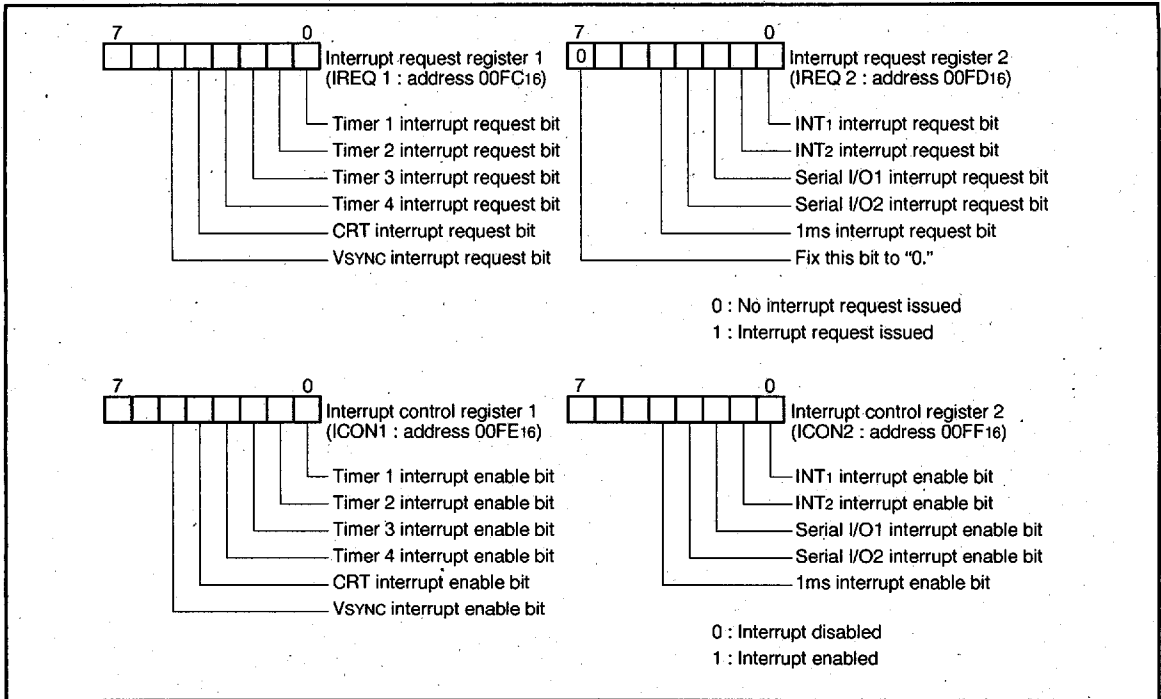 7 0
Interrupt request register 1
(IREQ 1 : address 00FC16)
Timer 1 interrupt request bit
Timer 2 interrupt request bit
Timer 3 interrupt request bit
Timer 4 interrupt request bit
CRT interrupt request bit
VSYNC interrupt request bit
7 0
0
Interrupt request register 2
(IREQ 2 : address 00FD16)
INT1 interrupt request bit
INT2 interrupt request bit
Serial I/O1 interrupt request bit
Serial I/O2 interrupt request bit
1ms interrupt request bit
Fix this bit to “0.”
0 : No interrupt request issued
1 : Interrupt request issued
7 0
Interrupt control register 1
(ICON1 : address 00FE16)
Timer 1 interrupt enable bit
Timer 2 interrupt enable bit
Timer 3 interrupt enable bit
Timer 4 interrupt enable bit
CRT interrupt enable bit
VSYNC interrupt enable bit
7 0
Interrupt control register 2
(ICON2 : address 00FF16)
INT1 interrupt enable bit
INT2 interrupt enable bit
Serial I/O1 interrupt enable bit
Serial I/O2 interrupt enable bit
1ms interrupt enable bit
0 : Interrupt disabled
1 : Interrupt enabled